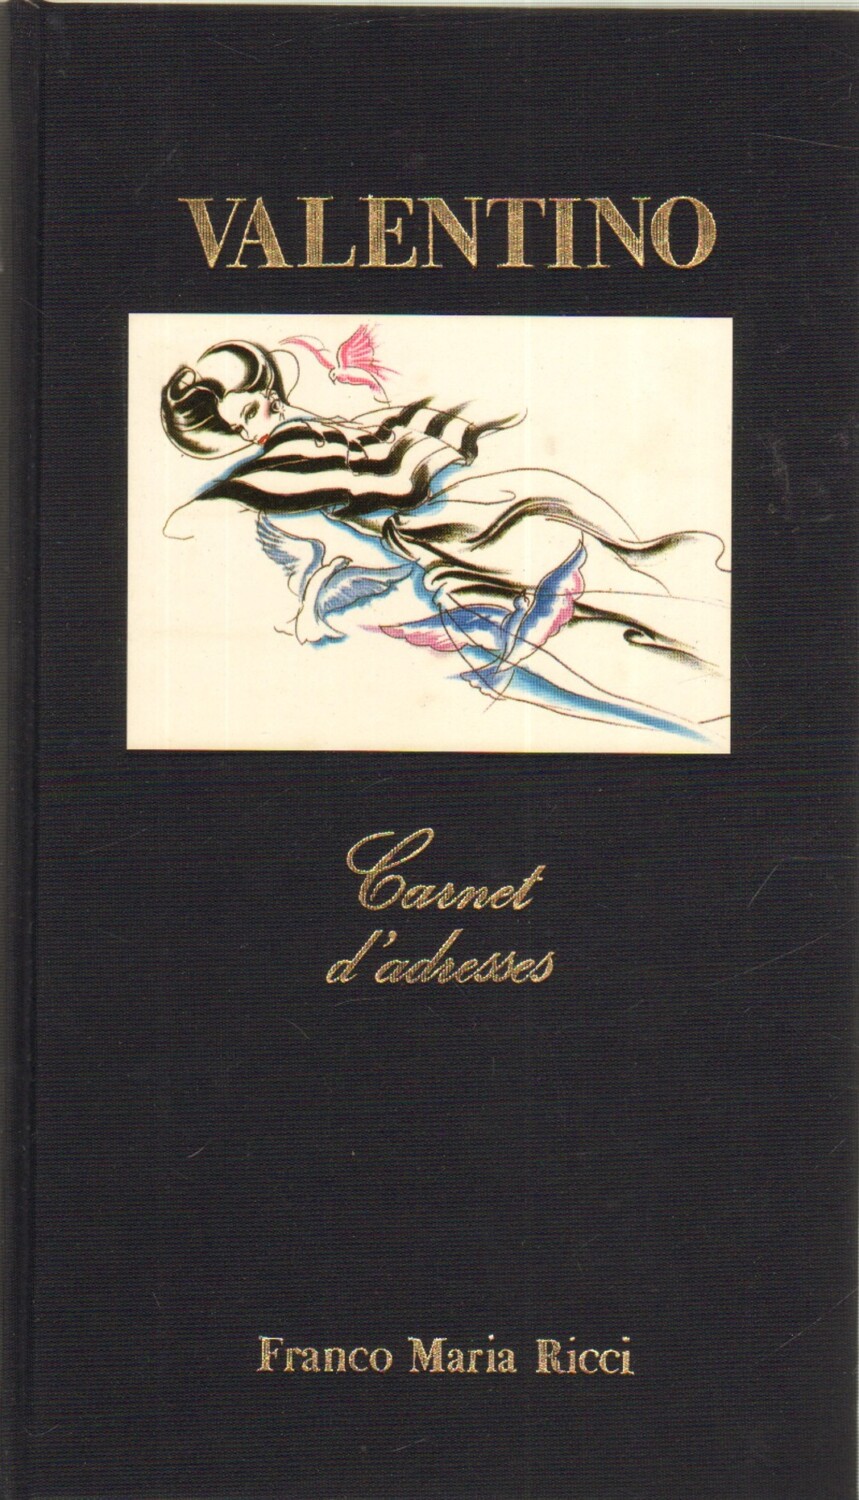 VALENTINO
Carnet
d'adresses
Franco Maria Ricci